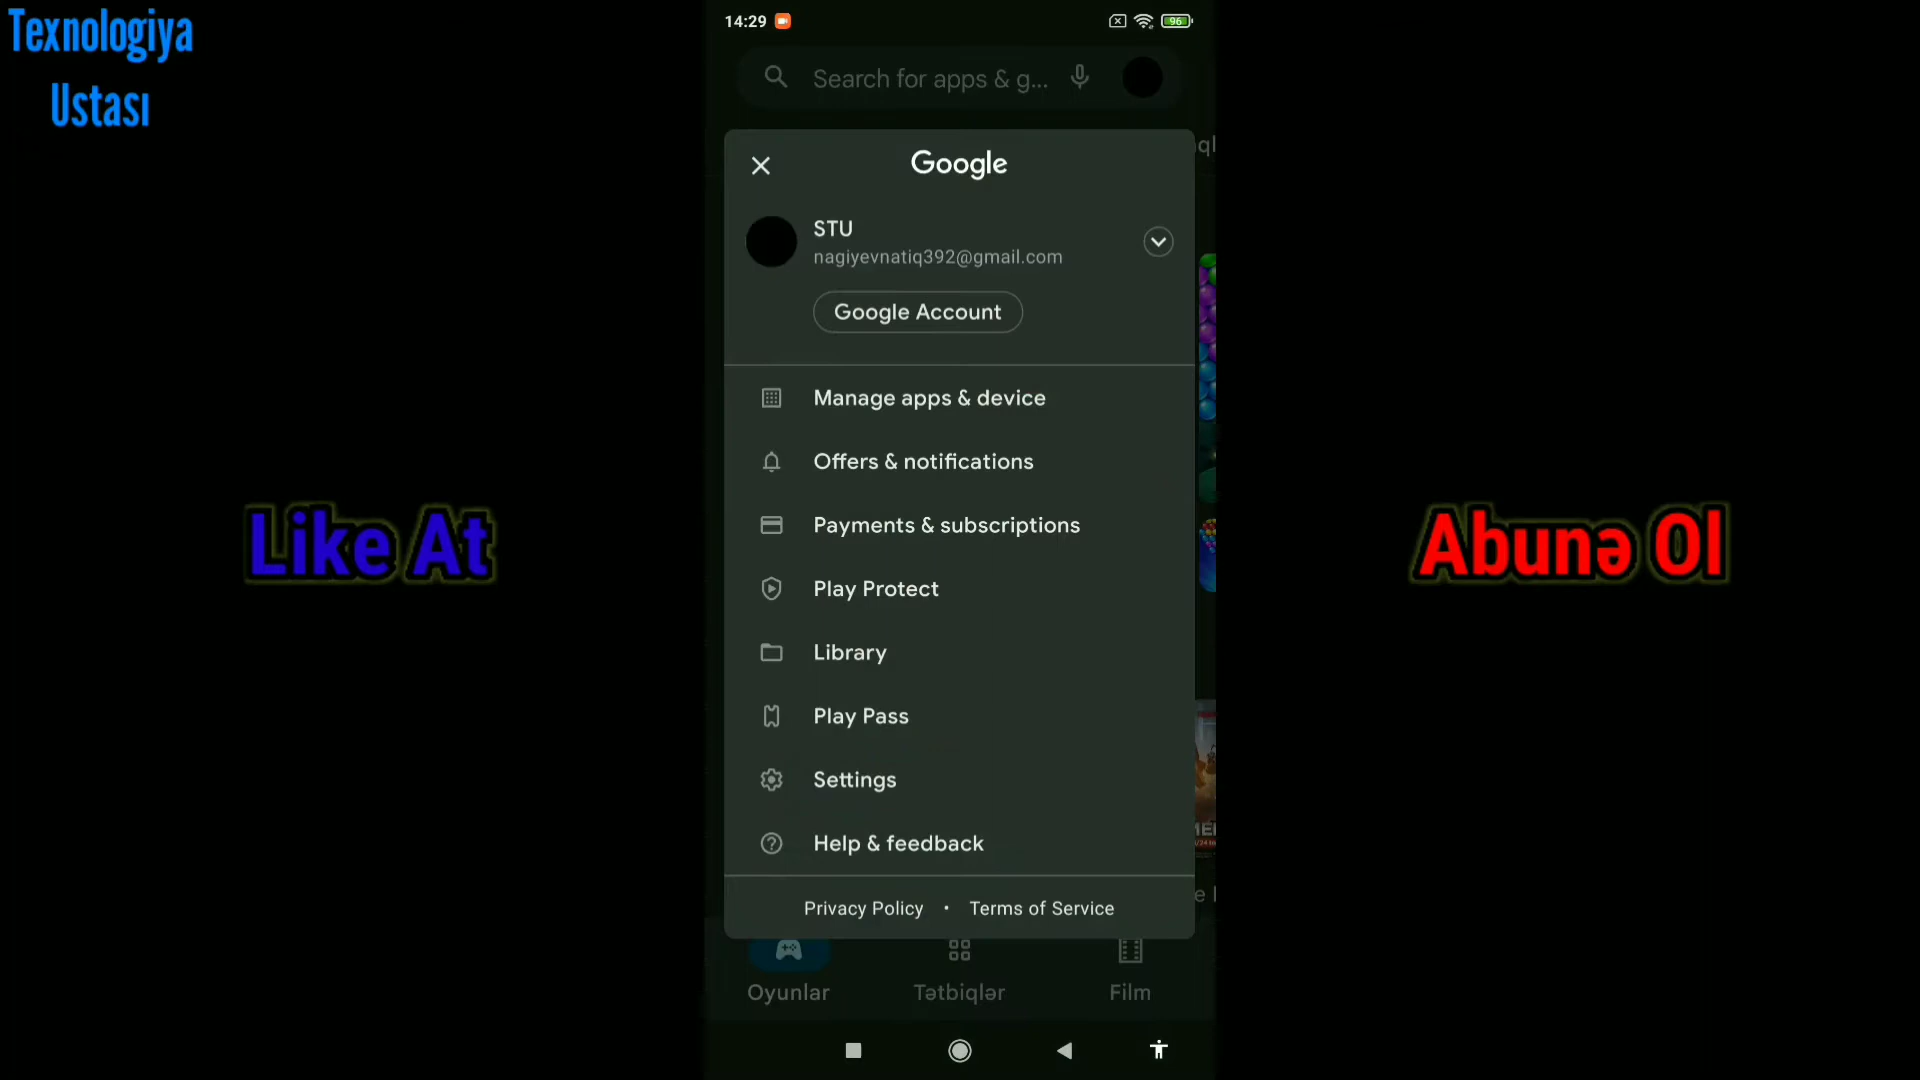 Texnologiya
Ustası
14:29
96
Search for apps & g...
Google
STU
nagiyevnatiq392@gmail.com
Google Account
Manage apps & device
Offers & notifications
Payments & subscriptions
Like At
Abunə Ol
Play Protect
Library
Play Pass
Settings
Help & feedback
Privacy Policy • Terms of Service
Oyunlar
Tətbiqlər
Film